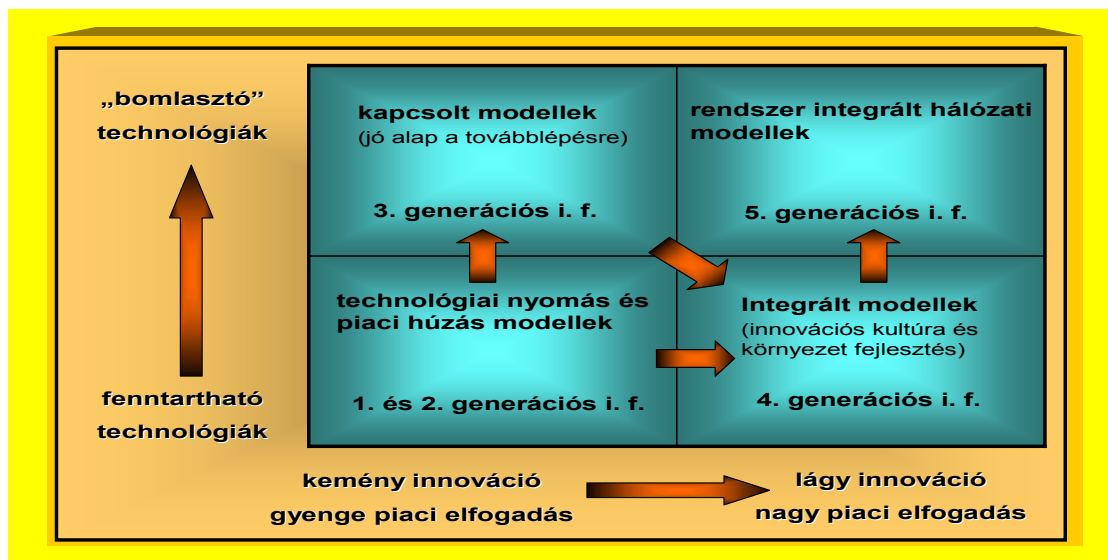 „bomlasztó”
technológiák
kapcsolt modellek
(jó alap a továbblépésre)
3. generációs i. f.
rendszer integrált hálózati
modellek
5. generációs i. f.
technológiai nyomás és
piaci húzás modellek
1. és 2. generációs i. f.
Integrált modellek
(innovációs kultúra és
környezet fejlesztés)
4. generációs i. f.
fenntartható
technológiák
kemény innováció
gyenge piaci elfogadás
lágy innováció
nagy piaci elfogadás